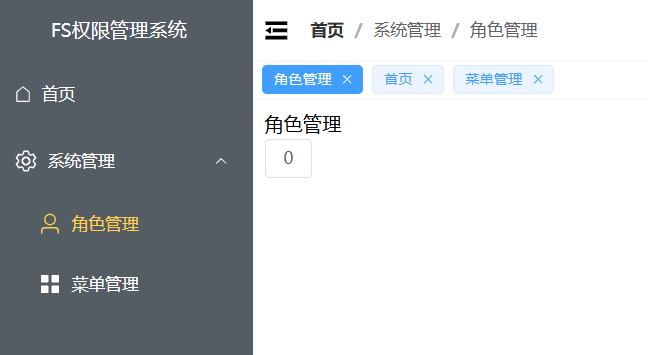 FS权限管理系统
首页
系统管理
角色管理
菜单管理
首页 / 系统管理 / 角色管理
角色管理 首页 菜单管理
角色管理
0